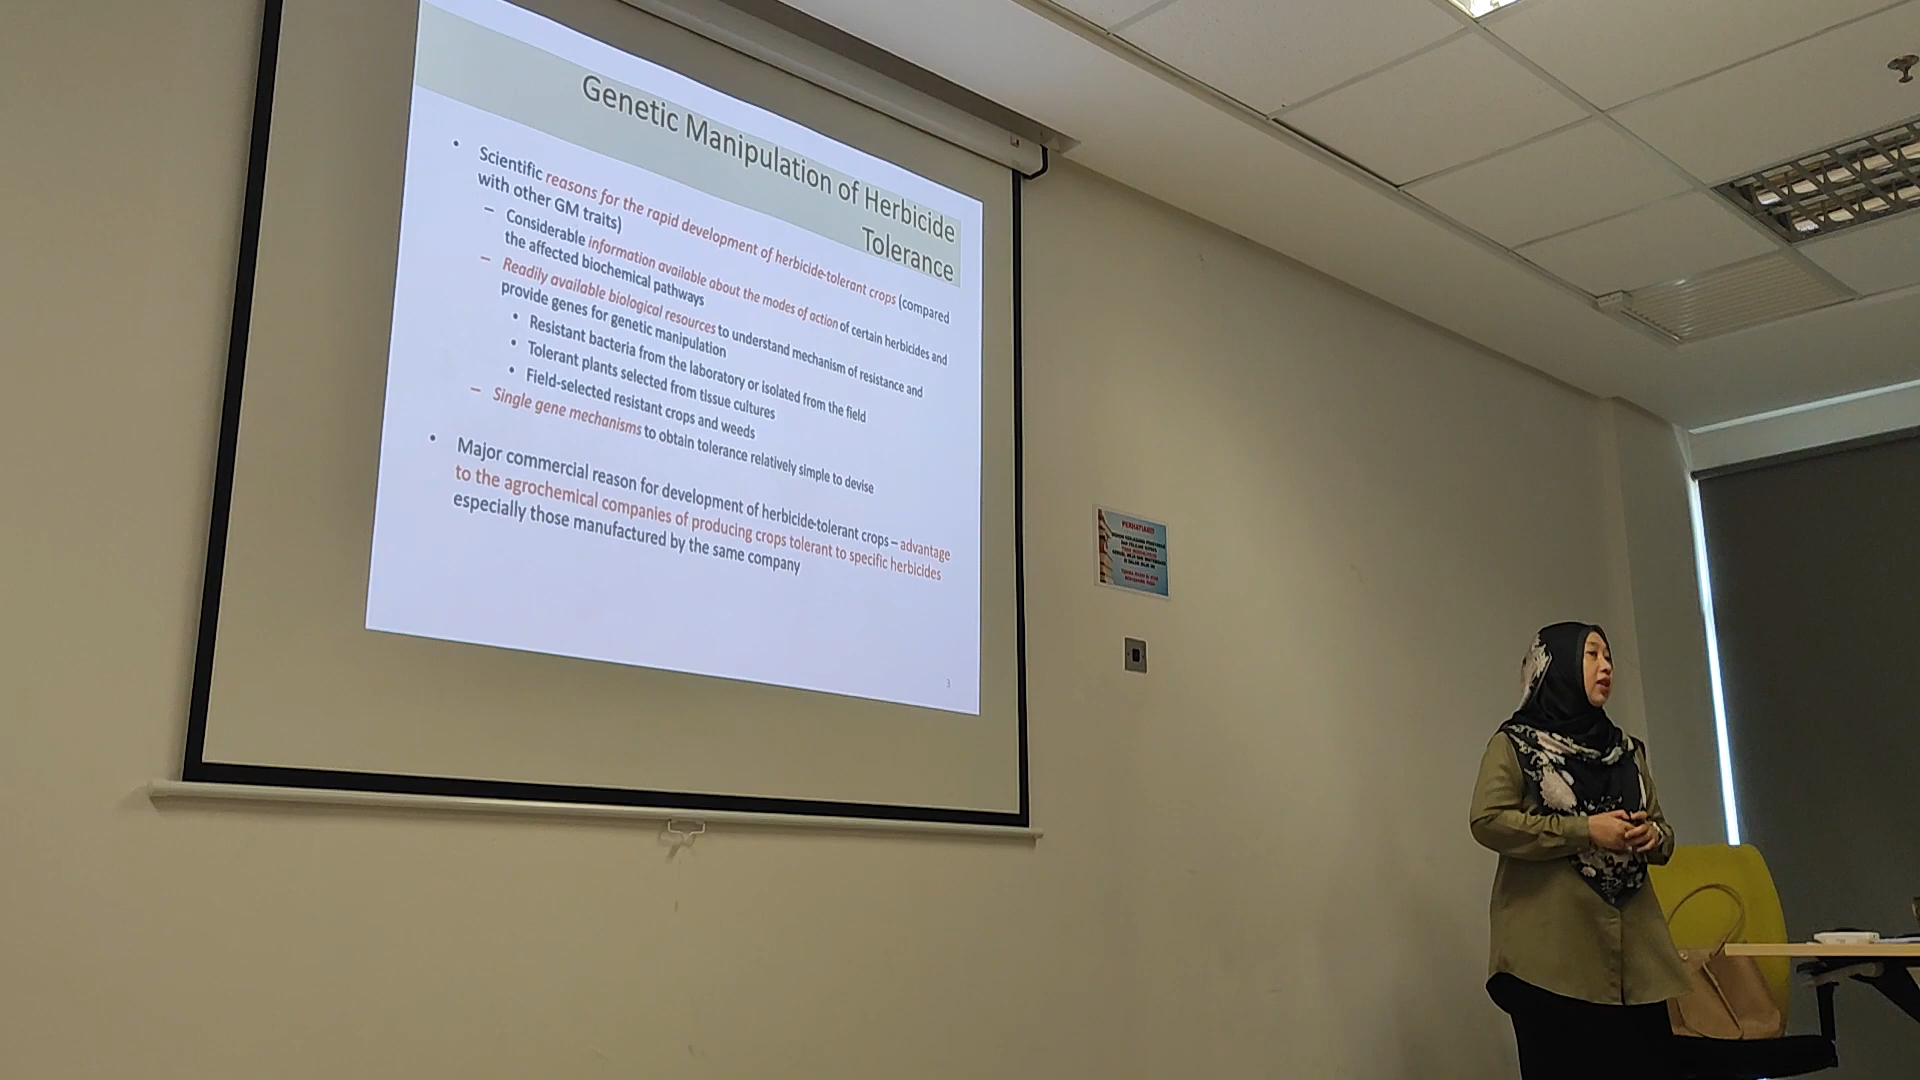 Genetic Manipulation of Herbicide
Tolerance
• Scientific reasons for the rapid development of herbicide-tolerant crops (compared
with other GM traits)
– Considerable information available about the modes of action of certain herbicides and
the affected biochemical pathways
– Readily available biological resources to understand mechanism of resistance and
provide genes for genetic manipulation
• Resistant bacteria from the laboratory or isolated from the field
• Tolerant plants selected from tissue cultures
• Field-selected resistant crops and weeds
– Single gene mechanisms to obtain tolerance relatively simple to devise
• Major commercial reason for development of herbicide-tolerant crops – advantage
to the agrochemical companies of producing crops tolerant to specific herbicides
especially those manufactured by the same company
3
PERHATIAN!!!